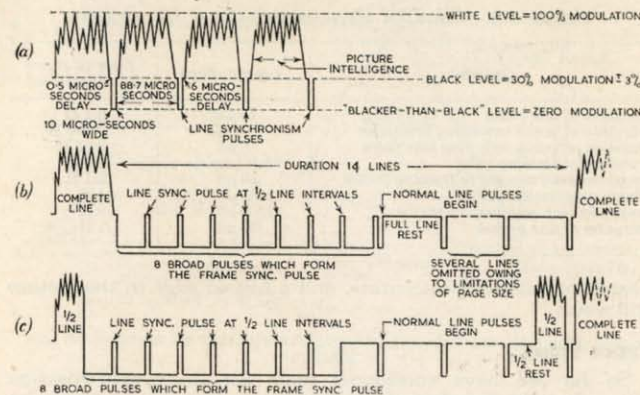 WHITE LEVEL=100% MODULATION
(a)
PICTURE
INTELLIGENCE
0·5 MICRO-
SECONDS
DELAY
88·7 MICRO
SECONDS
6 MICRO-
SECONDS
DELAY
BLACK LEVEL=30% MODULATION ± 3%
"BLACKER-THAN-BLACK" LEVEL=ZERO MODULATION
10 MICRO-SECONDS
WIDE
LINE SYNCHRONISM
PULSES
DURATION 14 LINES
(b)
COMPLETE
LINE
LINE SYNC. PULSE AT 1/2 LINE INTERVALS
NORMAL LINE PULSES
BEGIN
COMPLETE
LINE
FULL LINE
REST
8 BROAD PULSES WHICH FORM
THE FRAME SYNC. PULSE
SEVERAL LINES
OMITTED OWING
TO LIMITATIONS
OF PAGE SIZE
(c)
1/2
LINE
LINE SYNC. PULSE AT 1/2 LINE INTERVALS
NORMAL LINE PULSES
BEGIN
1/2
LINE
COMPLETE
LINE
1/2 LINE
REST
8 BROAD PULSES WHICH FORM THE FRAME SYNC PULSE